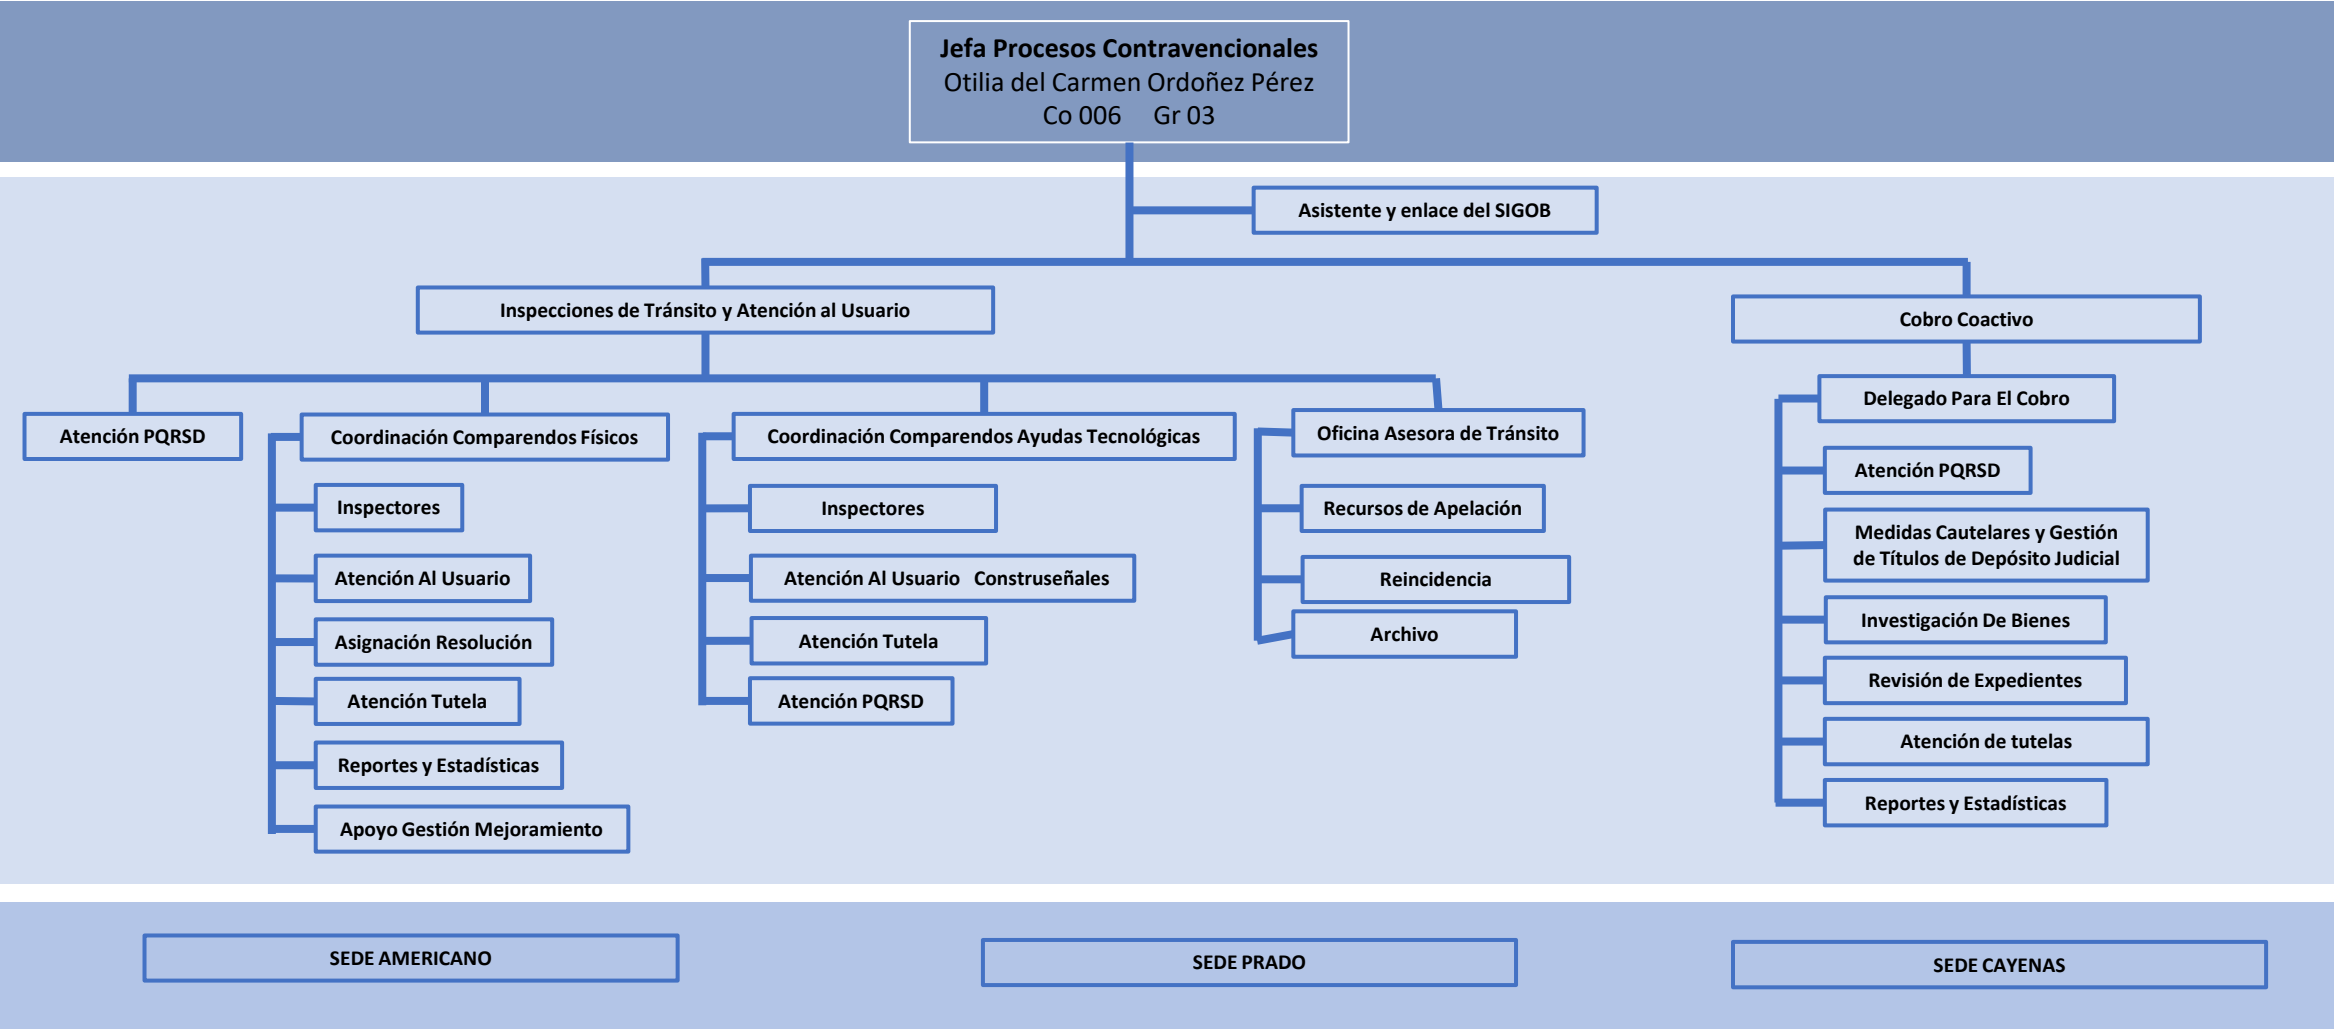 Jefa Procesos Contravencionales
Otilia del Carmen Ordoñez Pérez
Co 006 Gr 03
Asistente y enlace del SIGOB
Inspecciones de Tránsito y Atención al Usuario
Cobro Coactivo
Atención PQRSD
Coordinación Comparendos Físicos
Inspectores
Atención Al Usuario
Asignación Resolución
Atención Tutela
Reportes y Estadísticas
Apoyo Gestión Mejoramiento
Coordinación Comparendos Ayudas Tecnológicas
Inspectores
Atención Al Usuario Construseñales
Atención Tutela
Atención PQRSD
Oficina Asesora de Tránsito
Recursos de Apelación
Reincidencia
Archivo
Delegado Para El Cobro
Atención PQRSD
Medidas Cautelares y Gestión
de Títulos de Depósito Judicial
Investigación De Bienes
Revisión de Expedientes
Atención de tutelas
Reportes y Estadísticas
SEDE AMERICANO
SEDE PRADO
SEDE CAYENAS